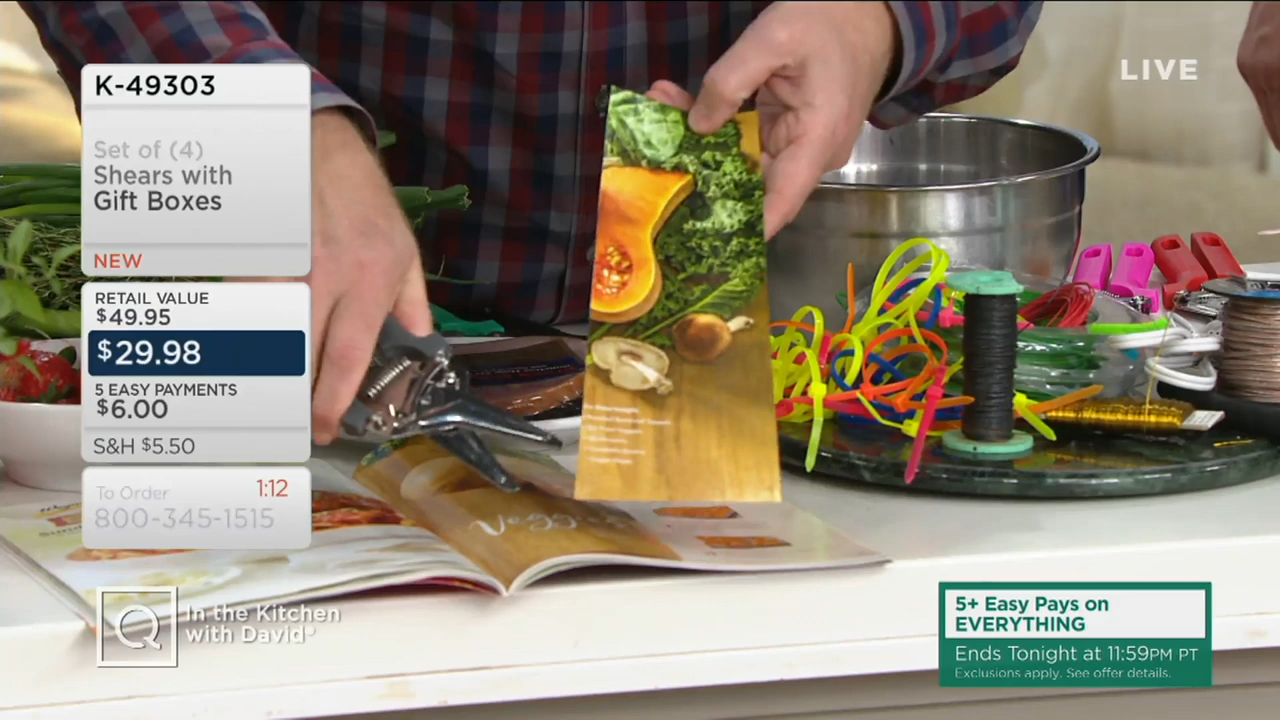 K-49303
Set of (4)
Shears with
Gift Boxes
NEW
RETAIL VALUE
$49.95
$29.98
5 EASY PAYMENTS
$6.00
S&H $5.50
To Order 1:12
800-345-1515
Q
In the Kitchen
with David®
LIVE
5+ Easy Pays on
EVERYTHING
Ends Tonight at 11:59PM PT
Exclusions apply. See offer details.